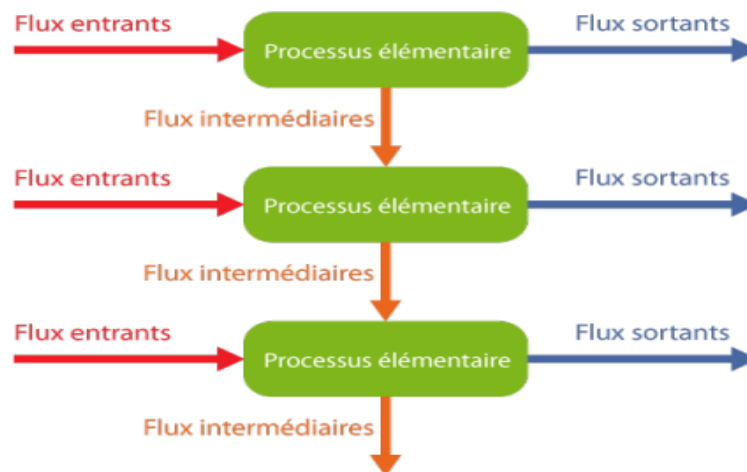 Flux entrants
Processus élémentaire
Flux sortants
Flux intermédiaires
Flux entrants
Processus élémentaire
Flux sortants
Flux intermédiaires
Flux entrants
Processus élémentaire
Flux sortants
Flux intermédiaires